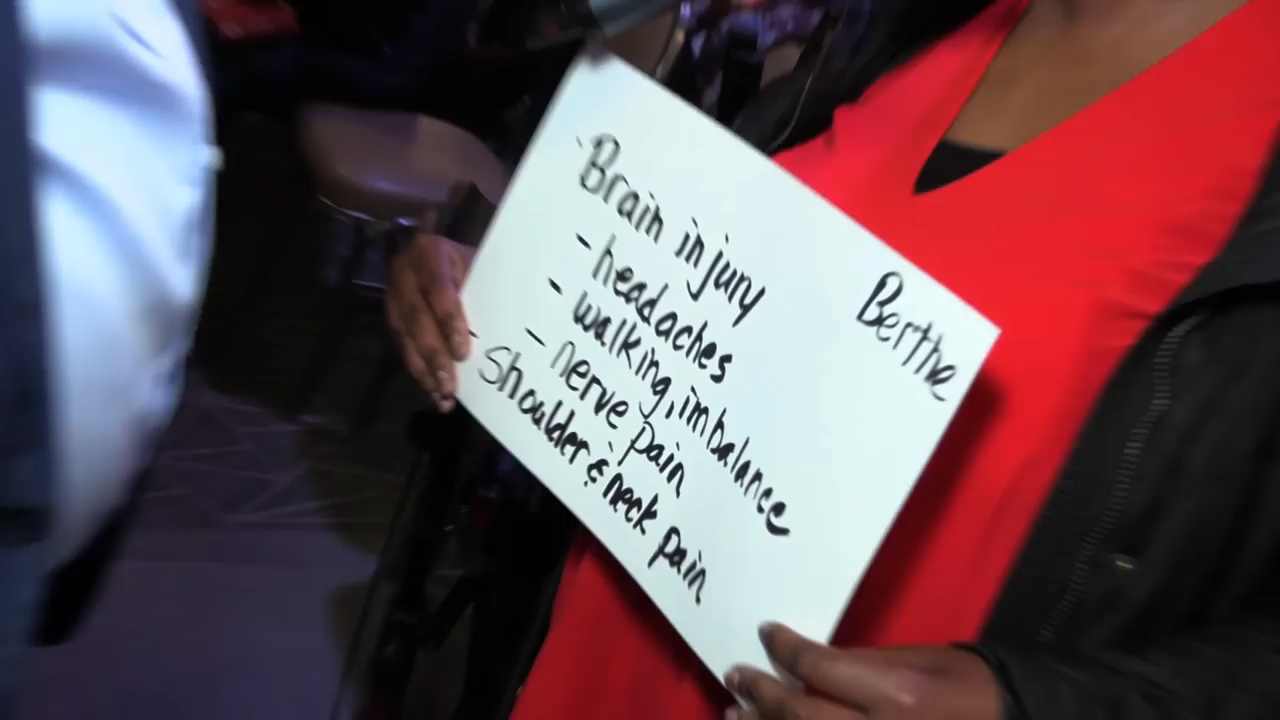 - Brain injury
- headaches
- walking, imbalance
- nerve pain
- Shoulder & neck pain
Berthe